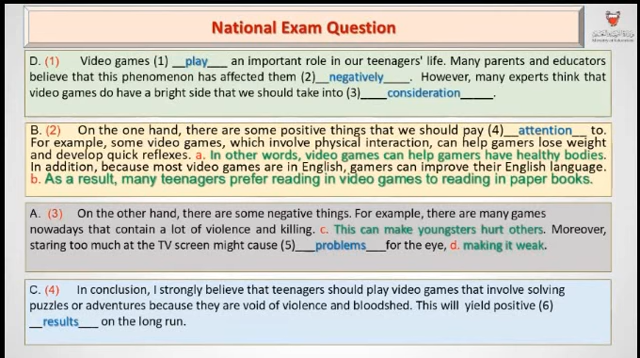 National Exam Question
D. (1) Video games (1) __play___ an important role in our teenagers' life. Many parents and educators
believe that this phenomenon has affected them (2)__negatively____. However, many experts think that
video games do have a bright side that we should take into (3)____consideration_____.
B. (2) On the one hand, there are some positive things that we should pay (4)__attention__ to.
For example, some video games, which involve physical interaction, can help gamers lose weight
and develop quick reflexes. a. In other words, video games can help gamers have healthy bodies.
In addition, because most video games are in English, gamers can improve their English language.
b. As a result, many teenagers prefer reading in video games to reading in paper books.
A. (3) On the other hand, there are some negative things. For example, there are many games
nowadays that contain a lot of violence and killing. c. This can make youngsters hurt others. Moreover,
staring too much at the TV screen might cause (5)___problems___for the eye, d. making it weak.
C. (4) In conclusion, I strongly believe that teenagers should play video games that involve solving
puzzles or adventures because they are void of violence and bloodshed. This will yield positive (6)
__results___ on the long run.